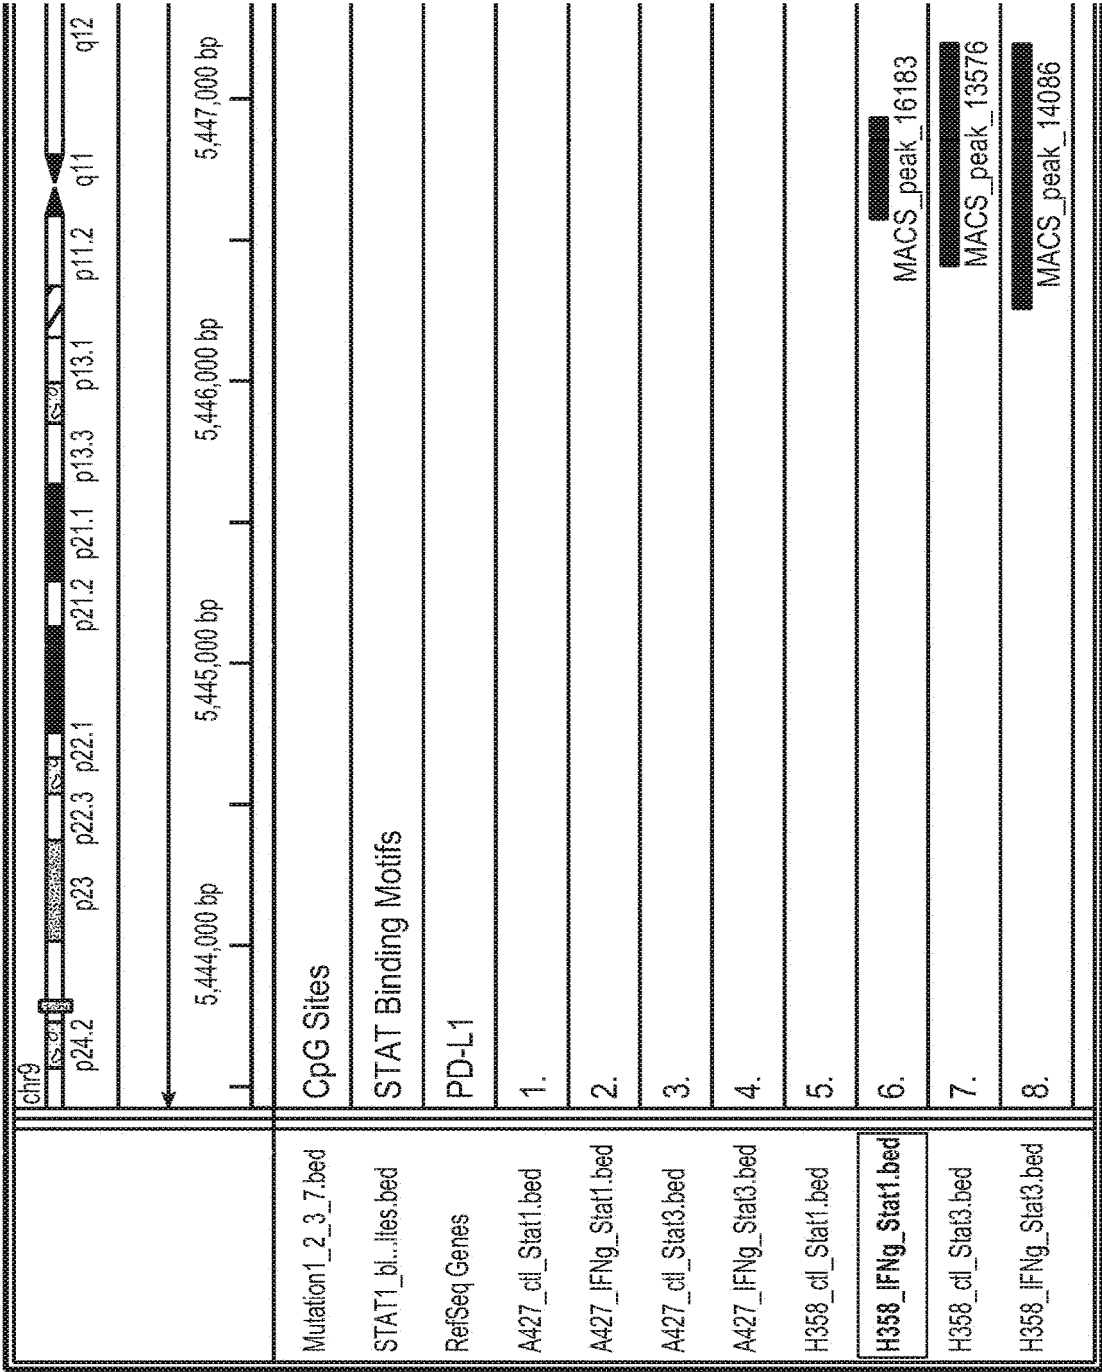 chr9
p24.2 p23 p22.3 p22.1 p21.2 p21.1 p13.3 p13.1 p11.2 q11 q12
5,444,000 bp 5,445,000 bp 5,446,000 bp 5,447,000 bp
Mutation1_2_3_7.bed CpG Sites
STAT1_bi...ites.bed STAT Binding Motifs
RefSeq Genes PD-L1
A427_ctl_Stat1.bed 1.
A427_IFNg_Stat1.bed 2.
A427_ctl_Stat3.bed 3.
A427_IFNg_Stat3.bed 4.
H358_ctl_Stat1.bed 5.
H358_IFNg_Stat1.bed 6. MACS_peak_16183
H358_ctl_Stat3.bed 7. MACS_peak_13576
H358_IFNg_Stat3.bed 8. MACS_peak_14086